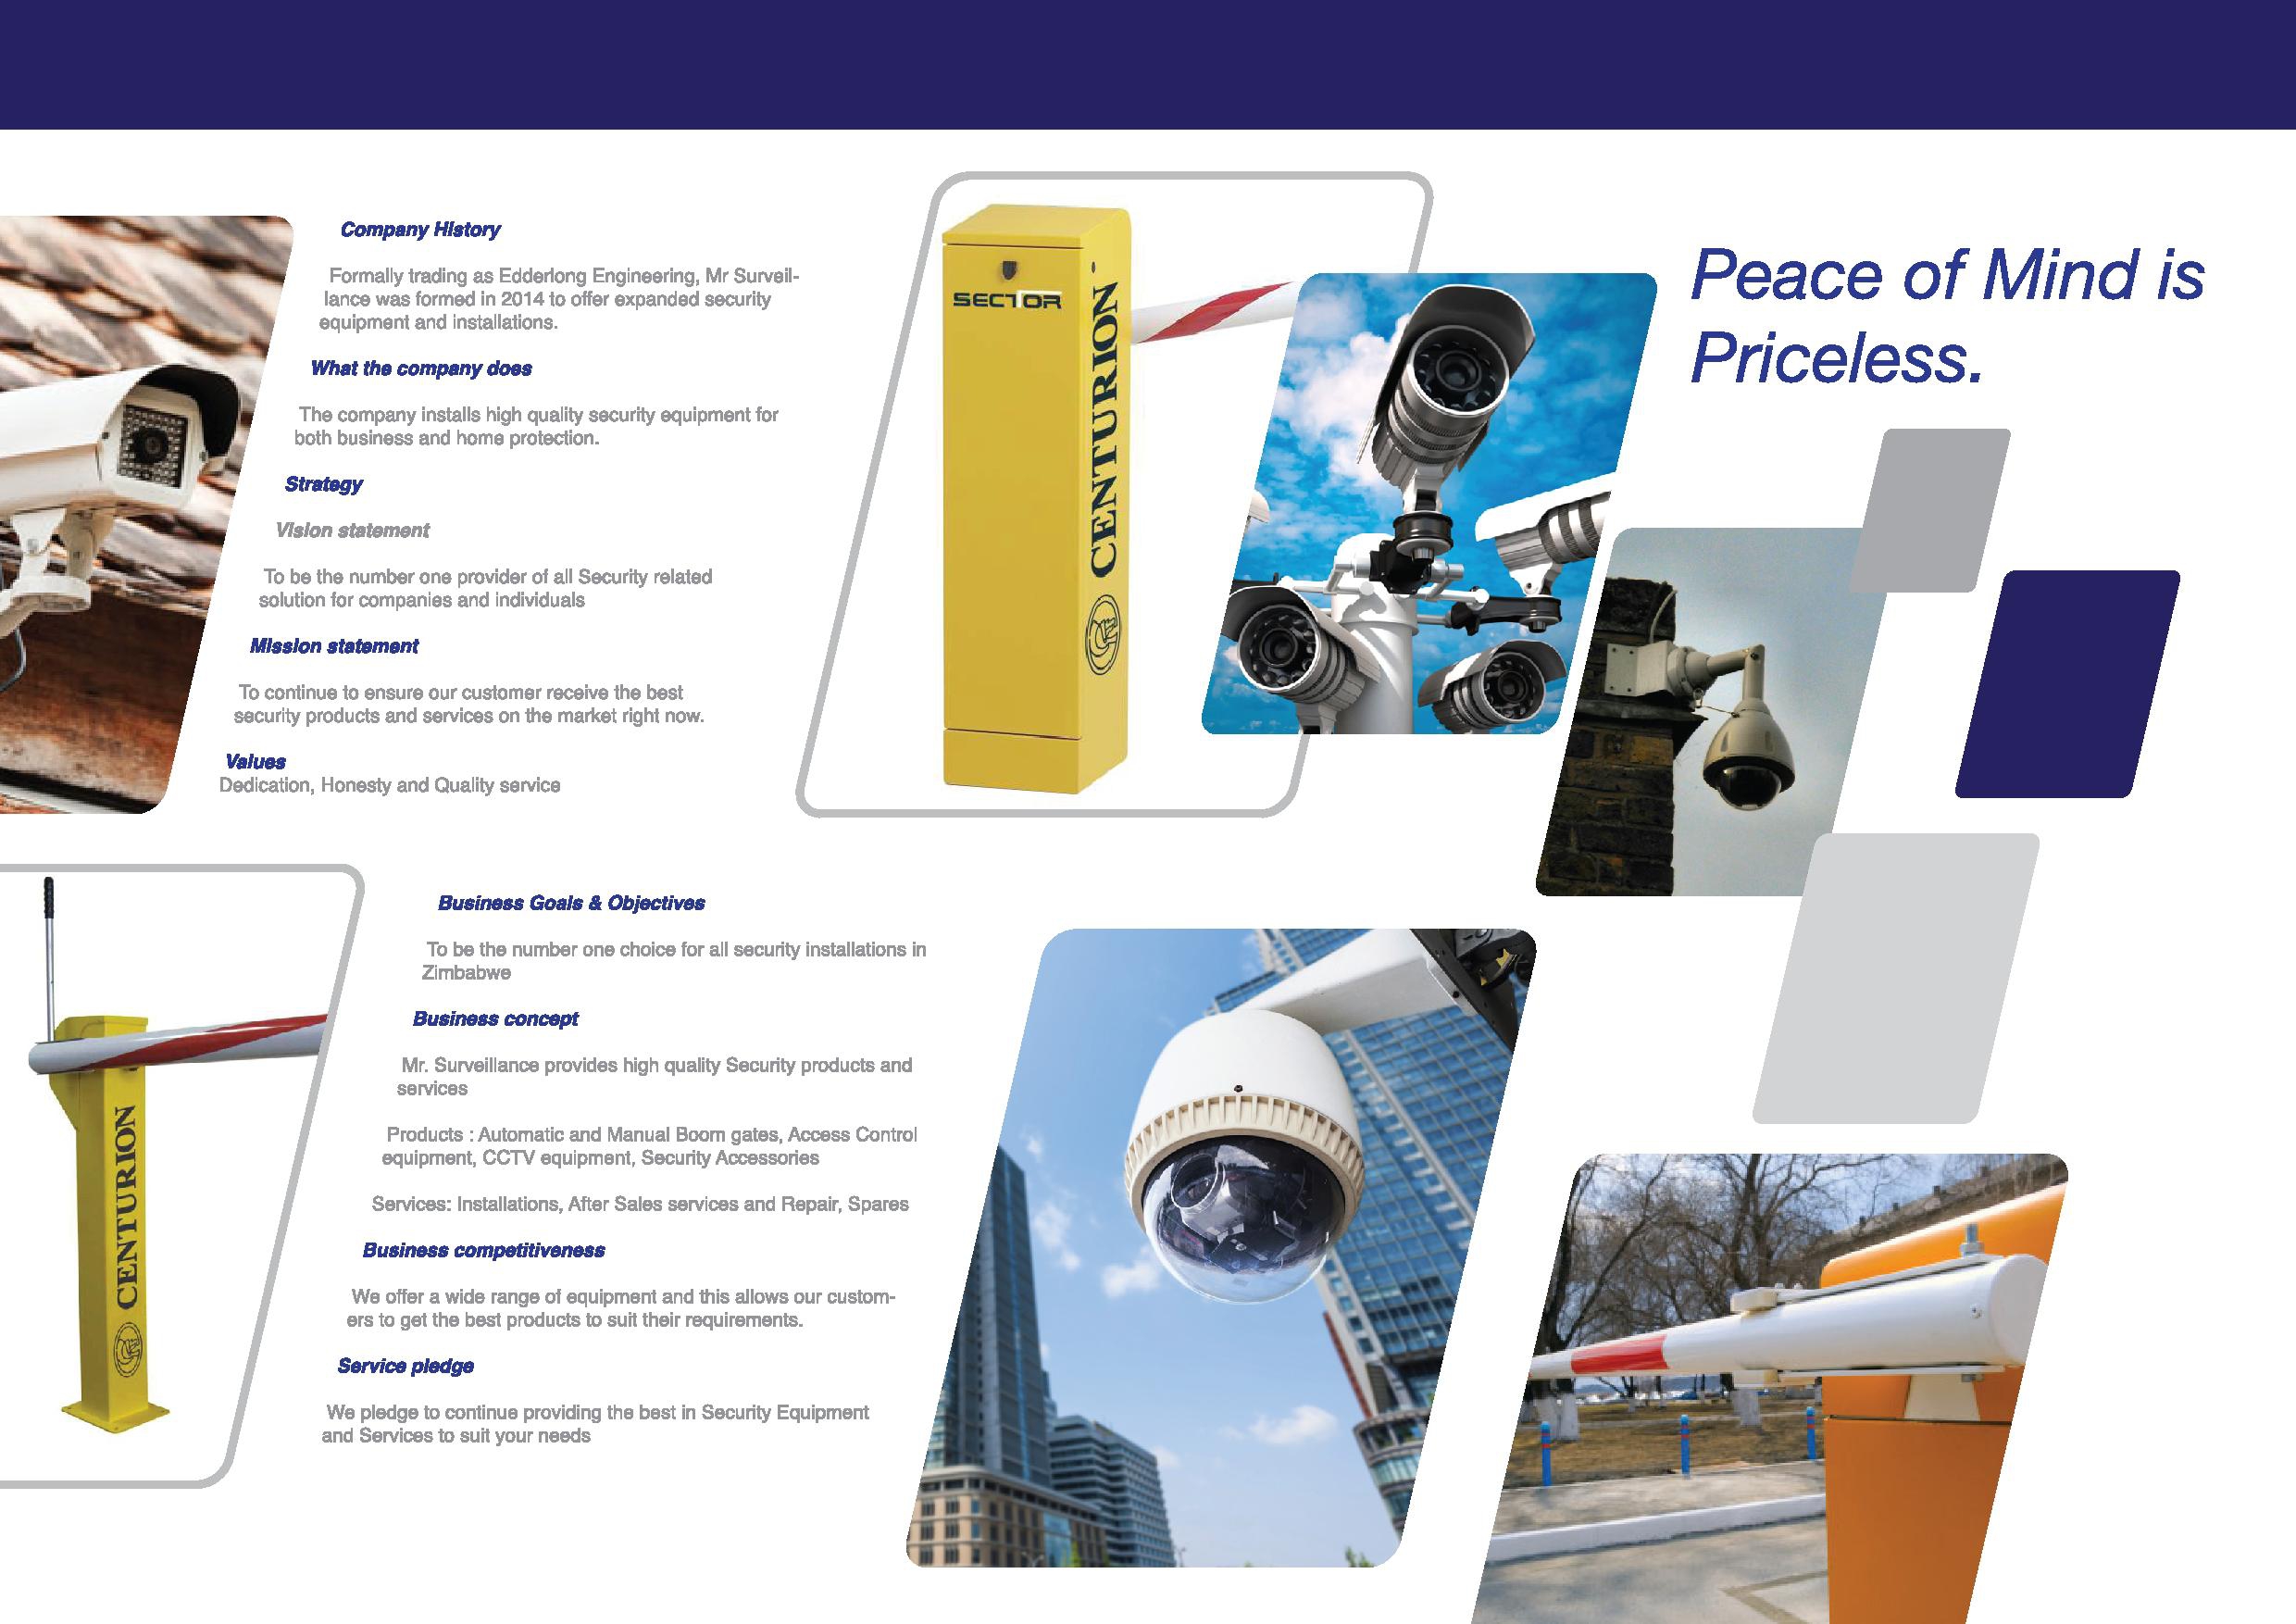 Company History
Formally trading as Edderlong Engineering, Mr Surveil-
lance was formed in 2014 to offer expanded security
equipment and installations.
What the company does
The company installs high quality security equipment for
both business and home protection.
Strategy
Vision statement
To be the number one provider of all Security related
solution for companies and individuals
Mission statement
To continue to ensure our customer receive the best
security products and services on the market right now.
Values
Dedication, Honesty and Quality service
SECTOR
CENTURION
Peace of Mind is
Priceless.
CENTURION
Business Goals & Objectives
To be the number one choice for all security installations in
Zimbabwe
Business concept
Mr. Surveillance provides high quality Security products and
services
Products : Automatic and Manual Boom gates, Access Control
equipment, CCTV equipment, Security Accessories
Services: Installations, After Sales services and Repair, Spares
Business competitiveness
We offer a wide range of equipment and this allows our custom-
ers to get the best products to suit their requirements.
Service pledge
We pledge to continue providing the best in Security Equipment
and Services to suit your needs